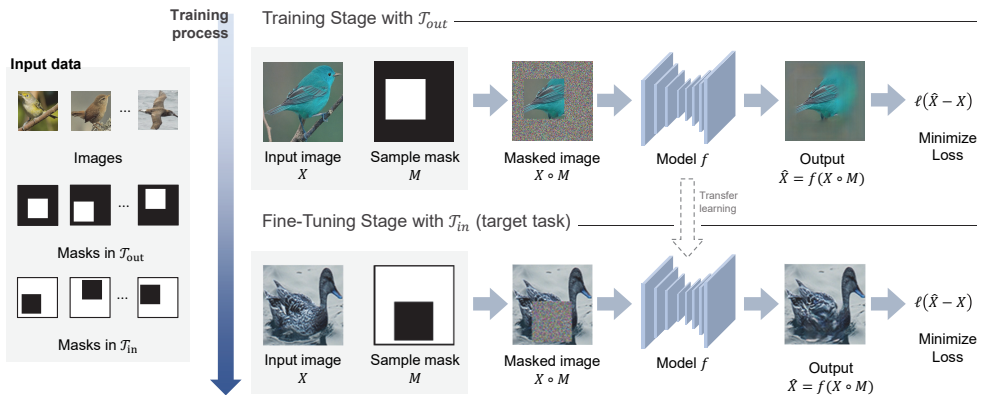 Training
process
Input data
Images
Masks in 𝒯out
Masks in 𝒯in
Training Stage with 𝒯out
Input image
X
Sample mask
M
Masked image
X ∘ M
Model f
Output
X̂ = f(X ∘ M)
ℓ(X̂ − X)
Minimize
Loss
Transfer
learning
Fine-Tuning Stage with 𝒯in (target task)
Input image
X
Sample mask
M
Masked image
X ∘ M
Model f
Output
X̂ = f(X ∘ M)
ℓ(X̂ − X)
Minimize
Loss